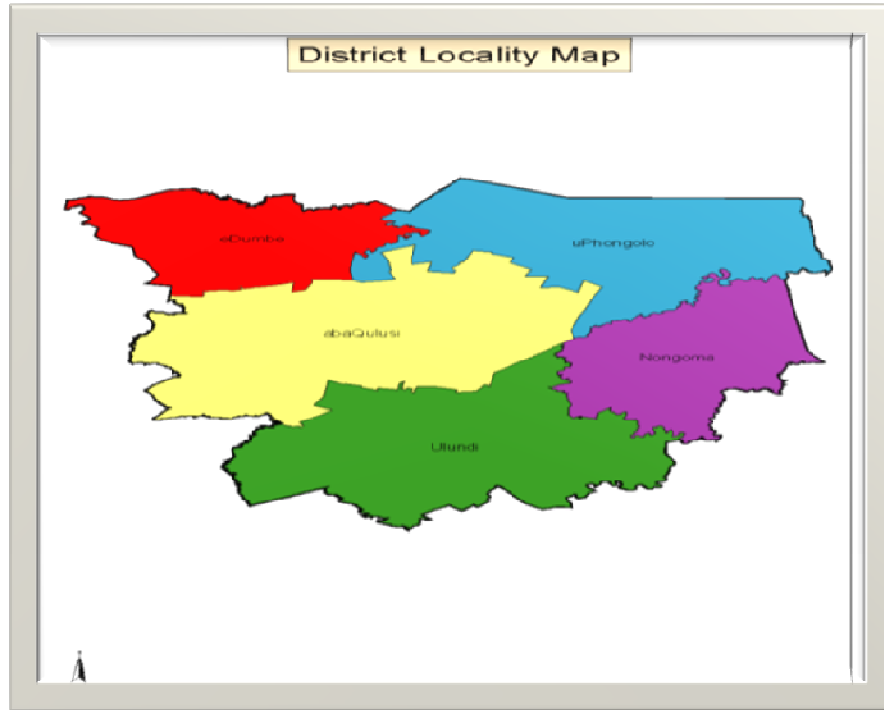 District Locality Map
eDumbe
uPhongolo
abaQulusi
Nongoma
Ulundi